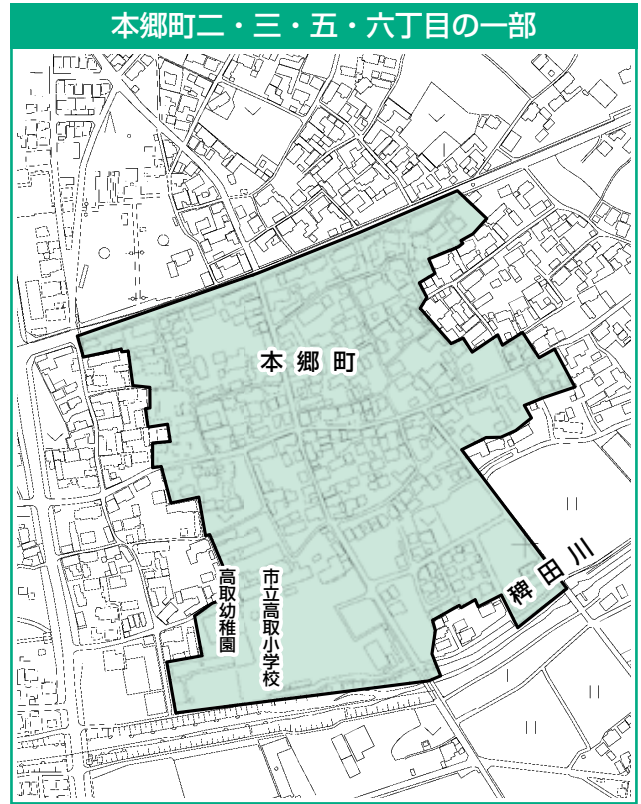 本郷町二・三・五・六丁目の一部
本郷町
稗田川
市立高取小学校
高取幼稚園